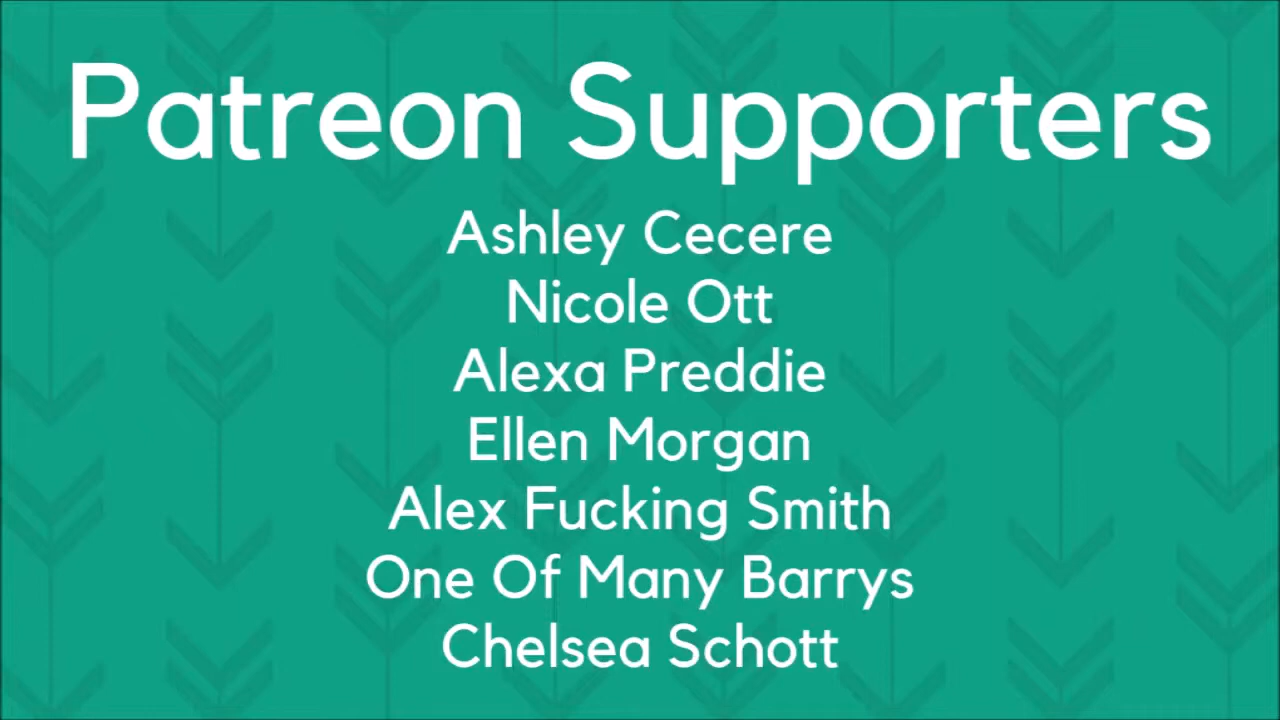 Patreon Supporters
Ashley Cecere
Nicole Ott
Alexa Preddie
Ellen Morgan
Alex Fucking Smith
One Of Many Barrys
Chelsea Schott